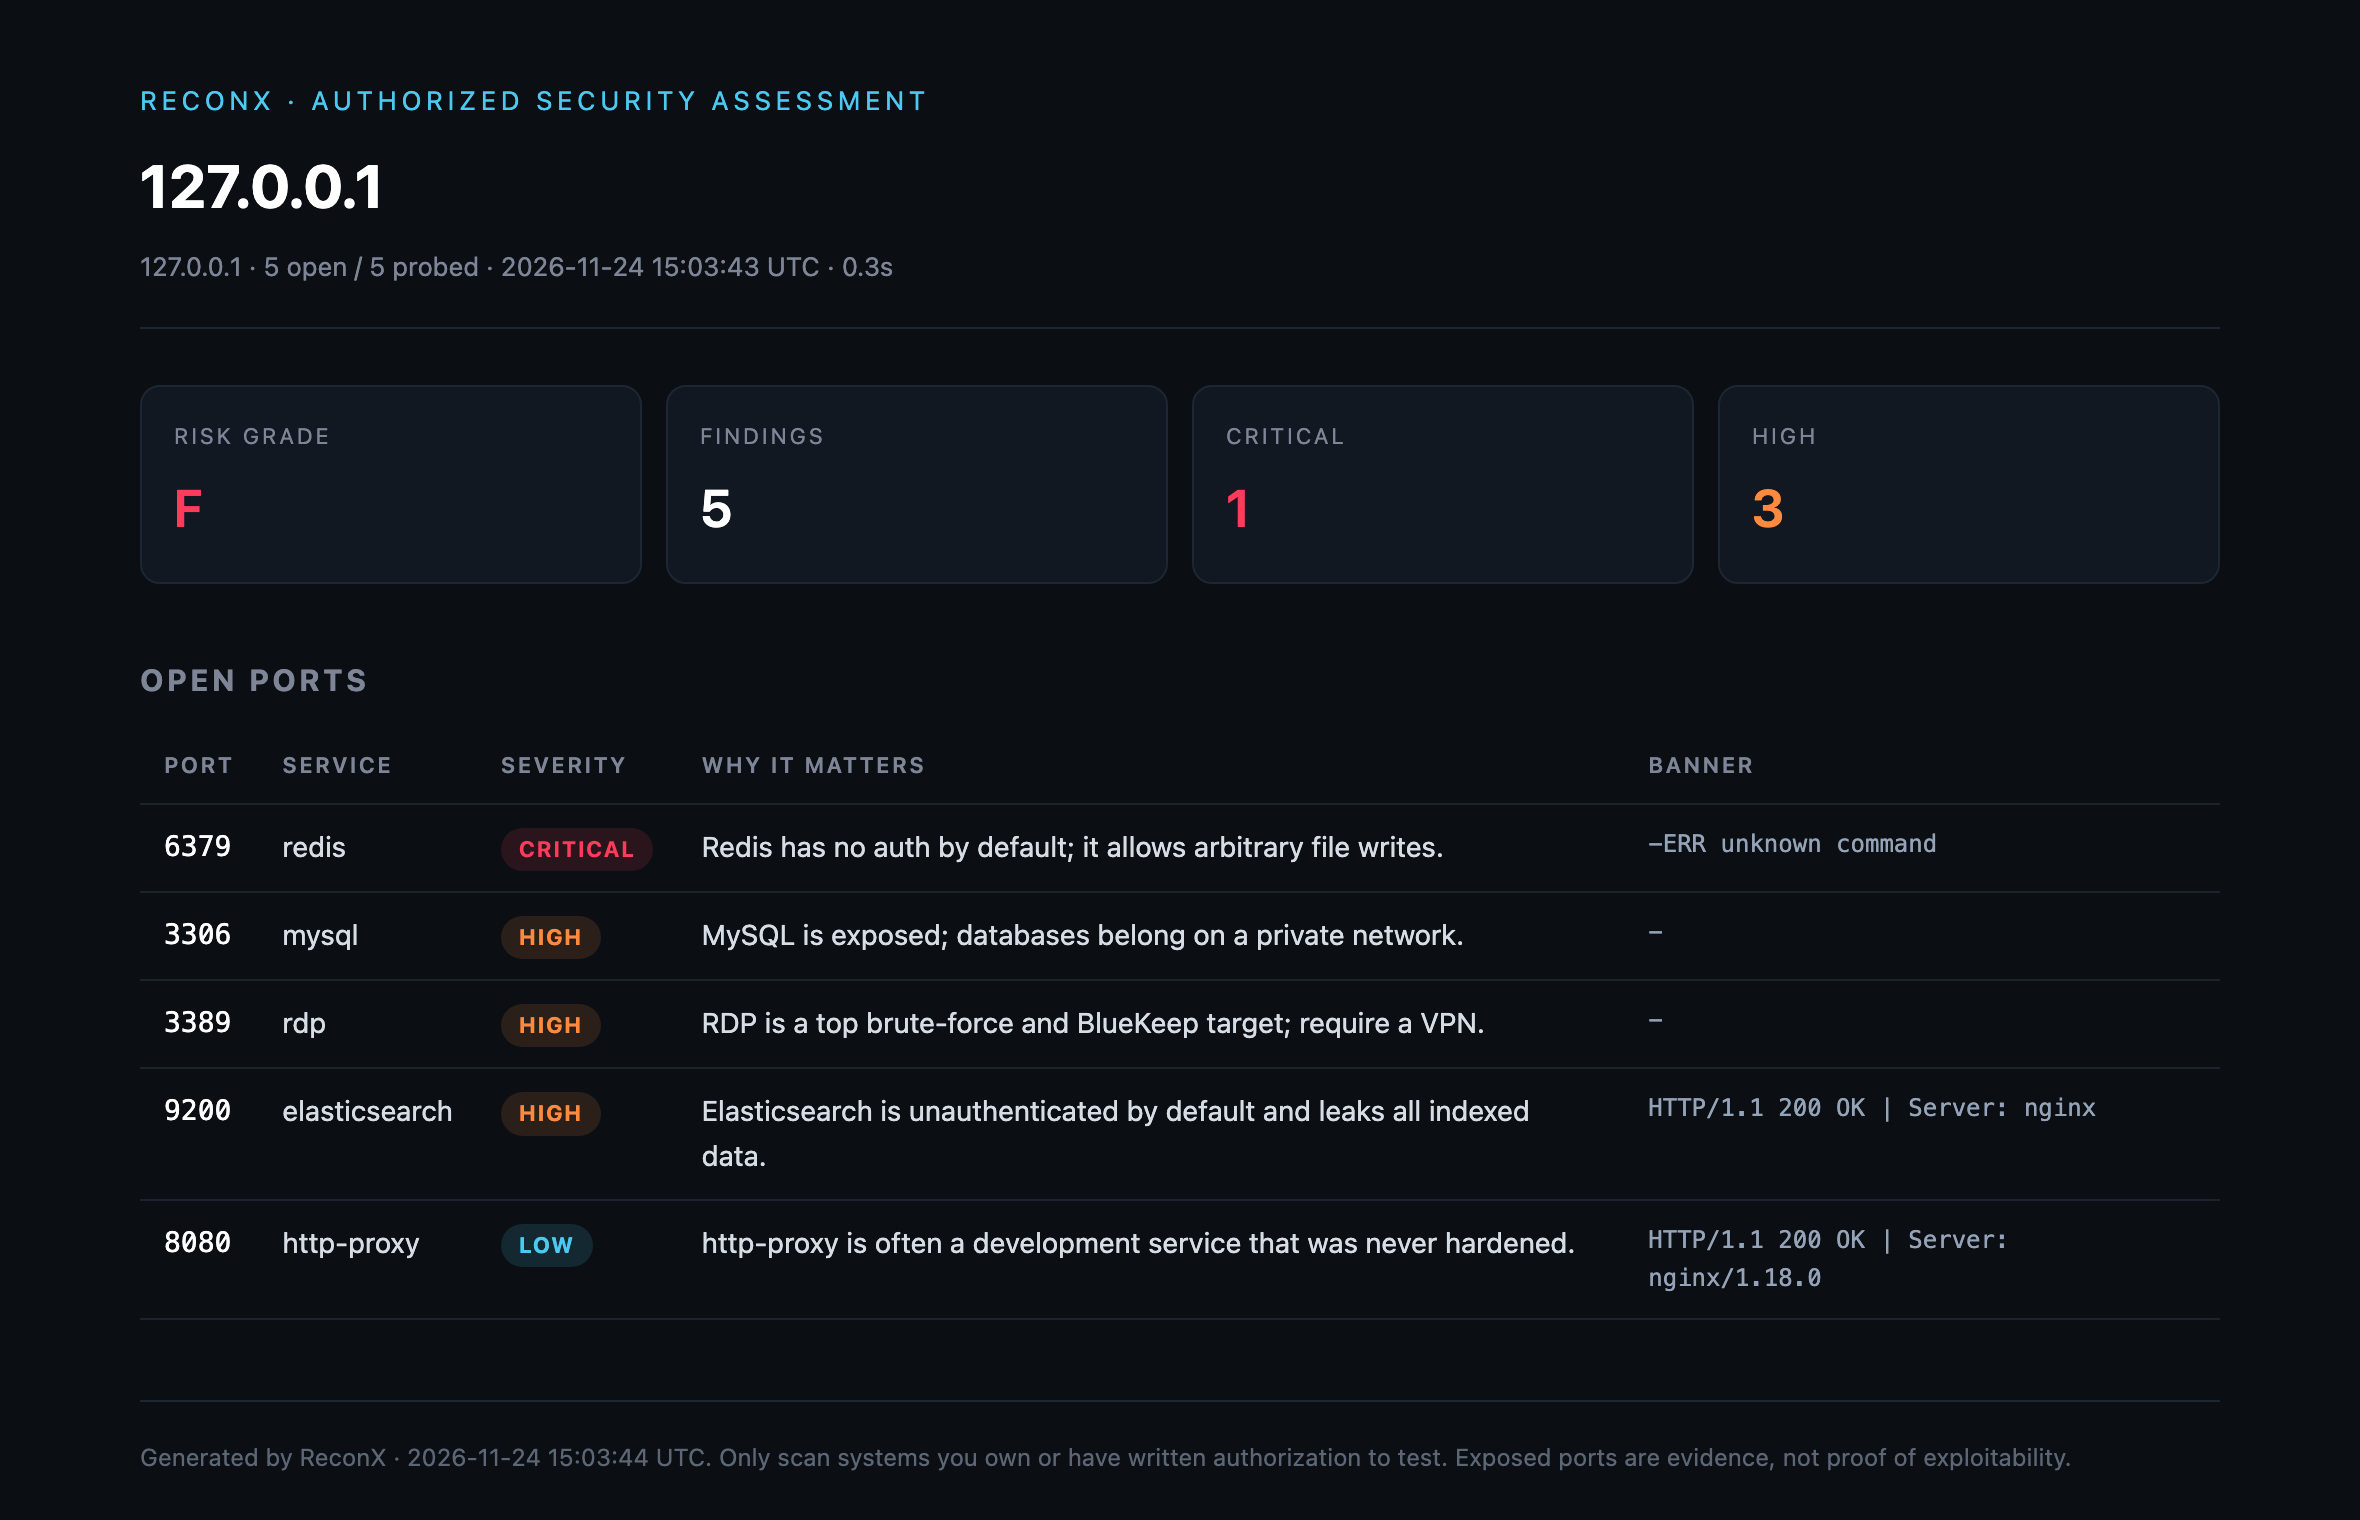 RECONX · AUTHORIZED SECURITY ASSESSMENT
127.0.0.1
127.0.0.1 · 5 open / 5 probed · 2026-11-24 15:03:43 UTC · 0.3s
RISK GRADE
F
FINDINGS
5
CRITICAL
1
HIGH
3
OPEN PORTS
PORT SERVICE SEVERITY WHY IT MATTERS BANNER
6379 redis CRITICAL Redis has no auth by default; it allows arbitrary file writes. -ERR unknown command
3306 mysql HIGH MySQL is exposed; databases belong on a private network. –
3389 rdp HIGH RDP is a top brute-force and BlueKeep target; require a VPN. –
9200 elasticsearch HIGH Elasticsearch is unauthenticated by default and leaks all indexed HTTP/1.1 200 OK | Server: nginx
data.
8080 http-proxy LOW http-proxy is often a development service that was never hardened. HTTP/1.1 200 OK | Server:
nginx/1.18.0
Generated by ReconX · 2026-11-24 15:03:44 UTC. Only scan systems you own or have written authorization to test. Exposed ports are evidence, not proof of exploitability.